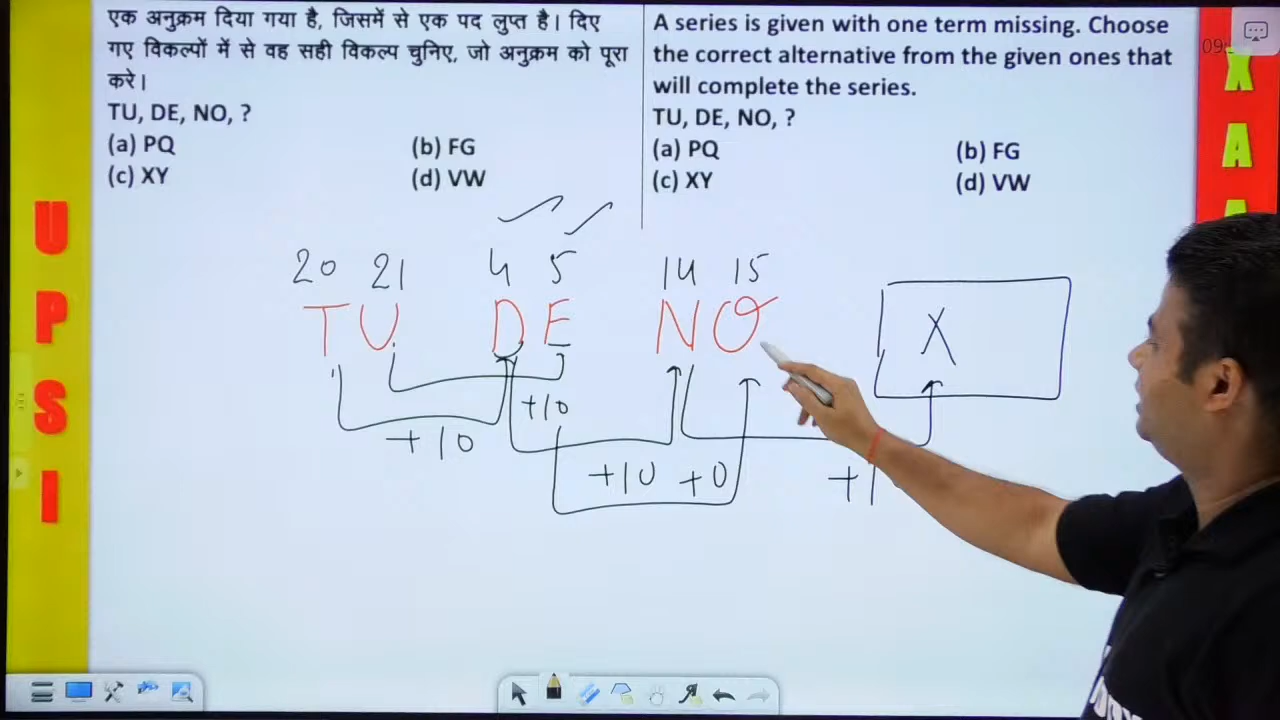 एक अनुक्रम दिया गया है, जिसमें से एक पद लुप्त है। दिए
गए विकल्पों में से वह सही विकल्प चुनिए, जो अनुक्रम को पूरा
करे।
TU, DE, NO, ?
(a) PQ (b) FG
(c) XY (d) VW
A series is given with one term missing. Choose
the correct alternative from the given ones that
will complete the series.
TU, DE, NO, ?
(a) PQ (b) FG
(c) XY (d) VW
20 21 4 5 14 15
T U D E N O X
+10
+10
+10 +0 +1
U
P
S
I
X
A